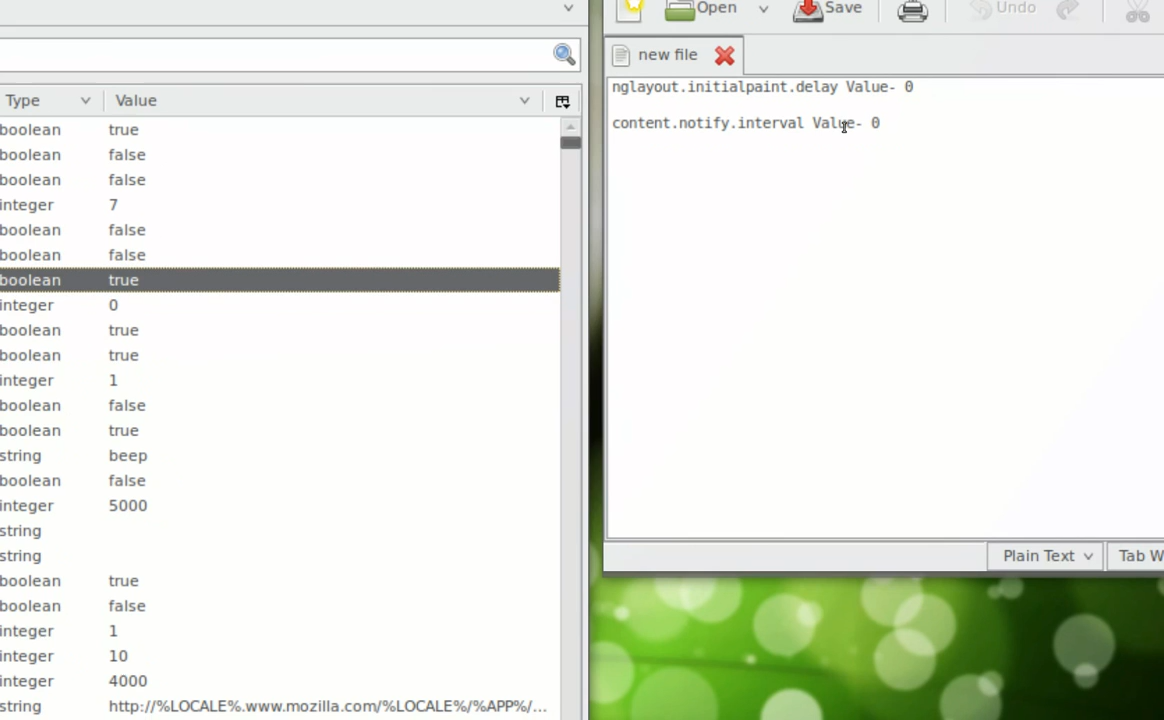 Open
Save
Undo
new file
Type Value
boolean true
boolean false
boolean false
integer 7
boolean false
boolean false
boolean true
integer 0
boolean true
boolean true
integer 1
boolean false
boolean true
string beep
boolean false
integer 5000
string
string
boolean true
boolean false
integer 1
integer 10
integer 4000
string http://%LOCALE%.www.mozilla.com/%LOCALE%/%APP%/...
nglayout.initialpaint.delay Value- 0
content.notify.interval Value- 0
Plain Text
Tab W